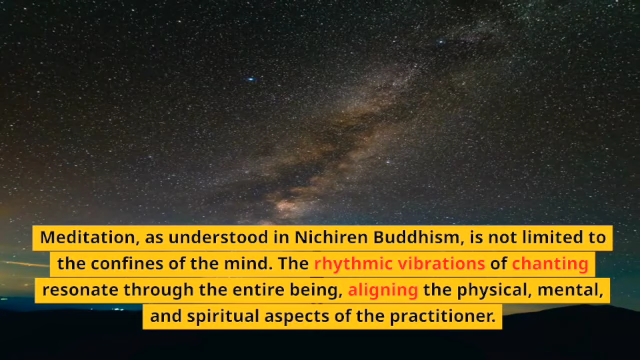 Meditation, as understood in Nichiren Buddhism, is not limited to
the confines of the mind. The rhythmic vibrations of chanting
resonate through the entire being, aligning the physical, mental,
and spiritual aspects of the practitioner.